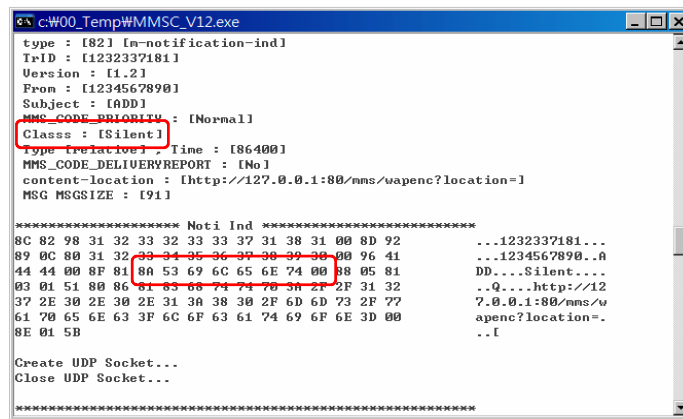 c:₩00_Temp₩MMSC_V12.exe
type : [82] [m-notification-ind]
TrID : [1232337181]
Version : [1.2]
From : [1234567890]
Subject : [ADD]
MMS_CODE_PRIORITY : [Normal]
Classs : [Silent]
Type [relative] , Time : [86400]
MMS_CODE_DELIVERYREPORT : [No]
content-location : [http://127.0.0.1:80/mms/wapenc?location=]
MSG MSGSIZE : [91]
******************** Noti Ind **************************
8C 82 98 31 32 33 32 33 33 37 31 38 31 00 8D 92 ...1232337181...
89 0C 80 31 32 33 34 35 36 37 38 39 30 00 96 41 ...1234567890..A
44 44 00 8F 81 8A 53 69 6C 65 6E 74 00 88 05 81 DD....Silent....
03 01 51 80 86 81 83 68 74 74 70 3A 2F 2F 31 32 ..Q....http://12
37 2E 30 2E 30 2E 31 3A 38 30 2F 6D 6D 73 2F 77 7.0.0.1:80/mms/w
61 70 65 6E 63 3F 6C 6F 63 61 74 69 6F 6E 3D 00 apenc?location=.
8E 01 5B ..[
Create UDP Socket...
Close UDP Socket...
********************************************************